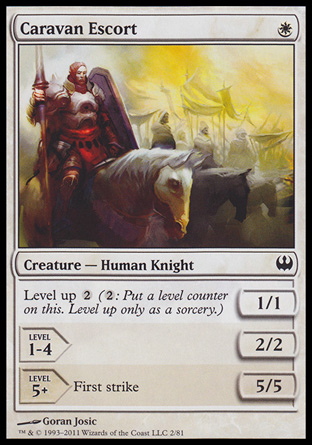 Caravan Escort
Creature — Human Knight
Level up 2 (2: Put a level counter
on this. Level up only as a sorcery.)
1/1
LEVEL
1-4
2/2
LEVEL
5+
First strike
5/5
Goran Josic
™ & © 1993–2011 Wizards of the Coast LLC 2/81